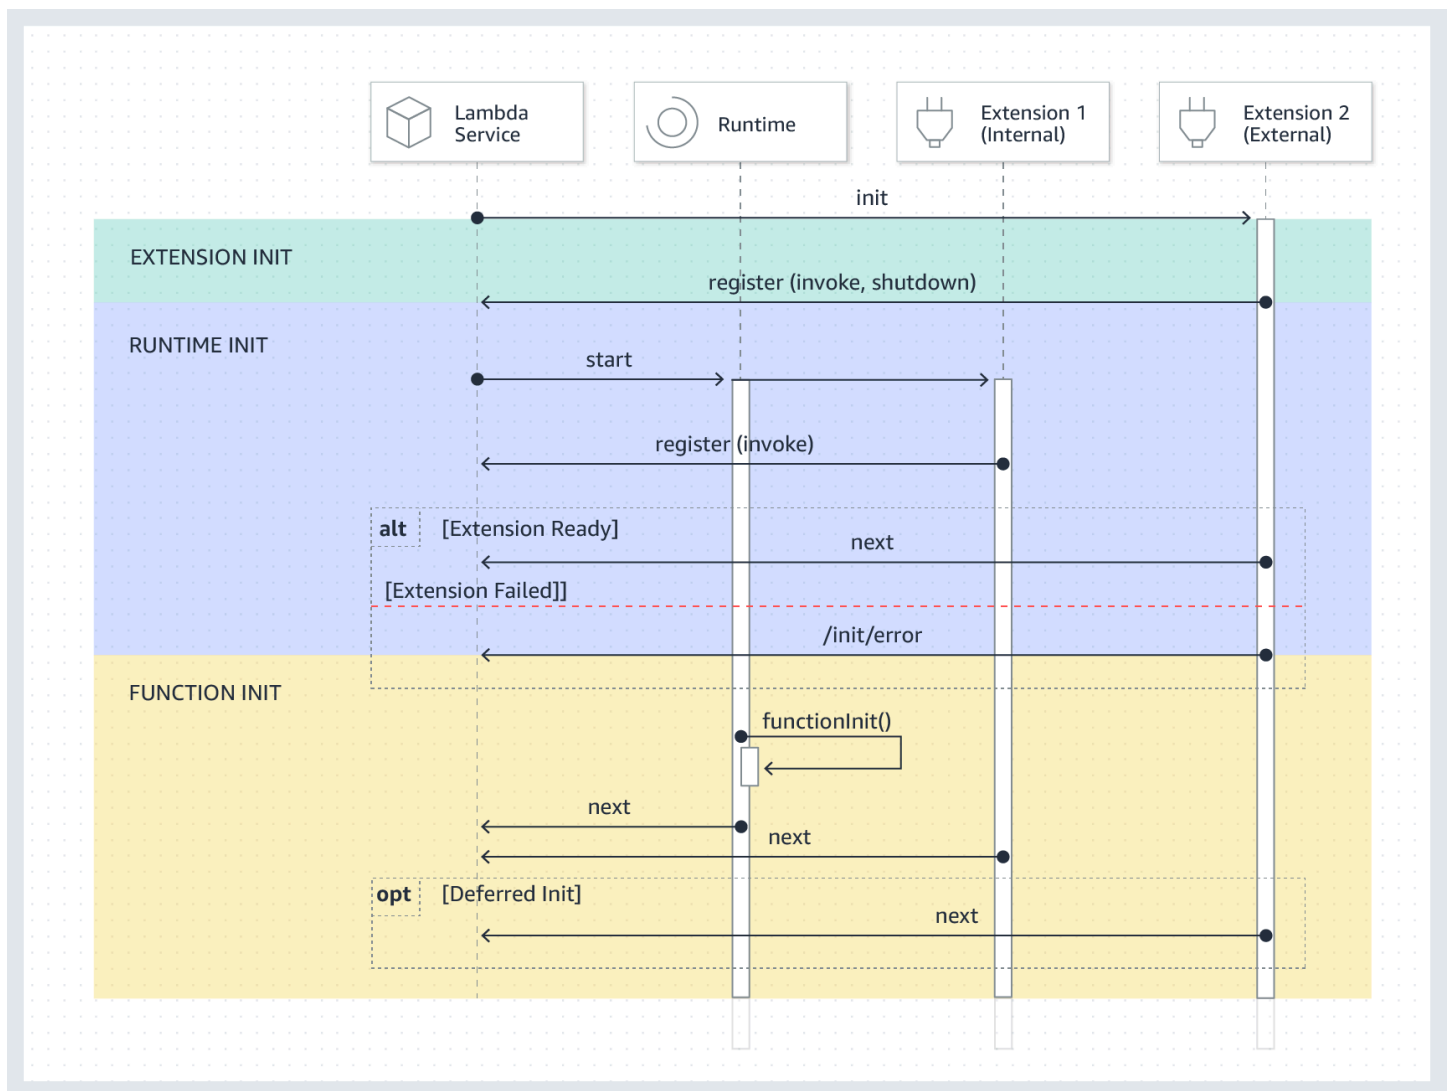 Lambda
Service
Runtime
Extension 1
(Internal)
Extension 2
(External)
init
EXTENSION INIT
register (invoke, shutdown)
RUNTIME INIT
start
register (invoke)
alt [Extension Ready]
next
[Extension Failed]]
/init/error
FUNCTION INIT
functionInit()
next
next
opt [Deferred Init]
next